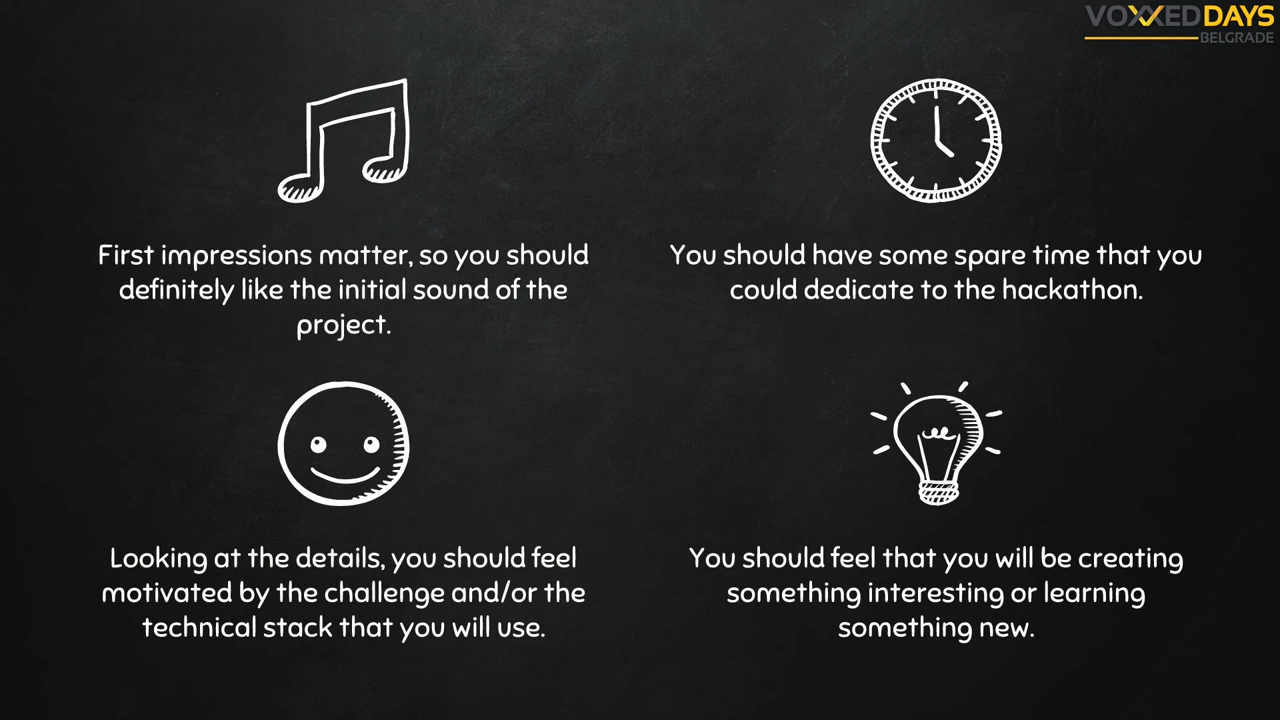 VOXXED DAYS
BELGRADE
First impressions matter, so you should
definitely like the initial sound of the
project.
You should have some spare time that you
could dedicate to the hackathon.
Looking at the details, you should feel
motivated by the challenge and/or the
technical stack that you will use.
You should feel that you will be creating
something interesting or learning
something new.